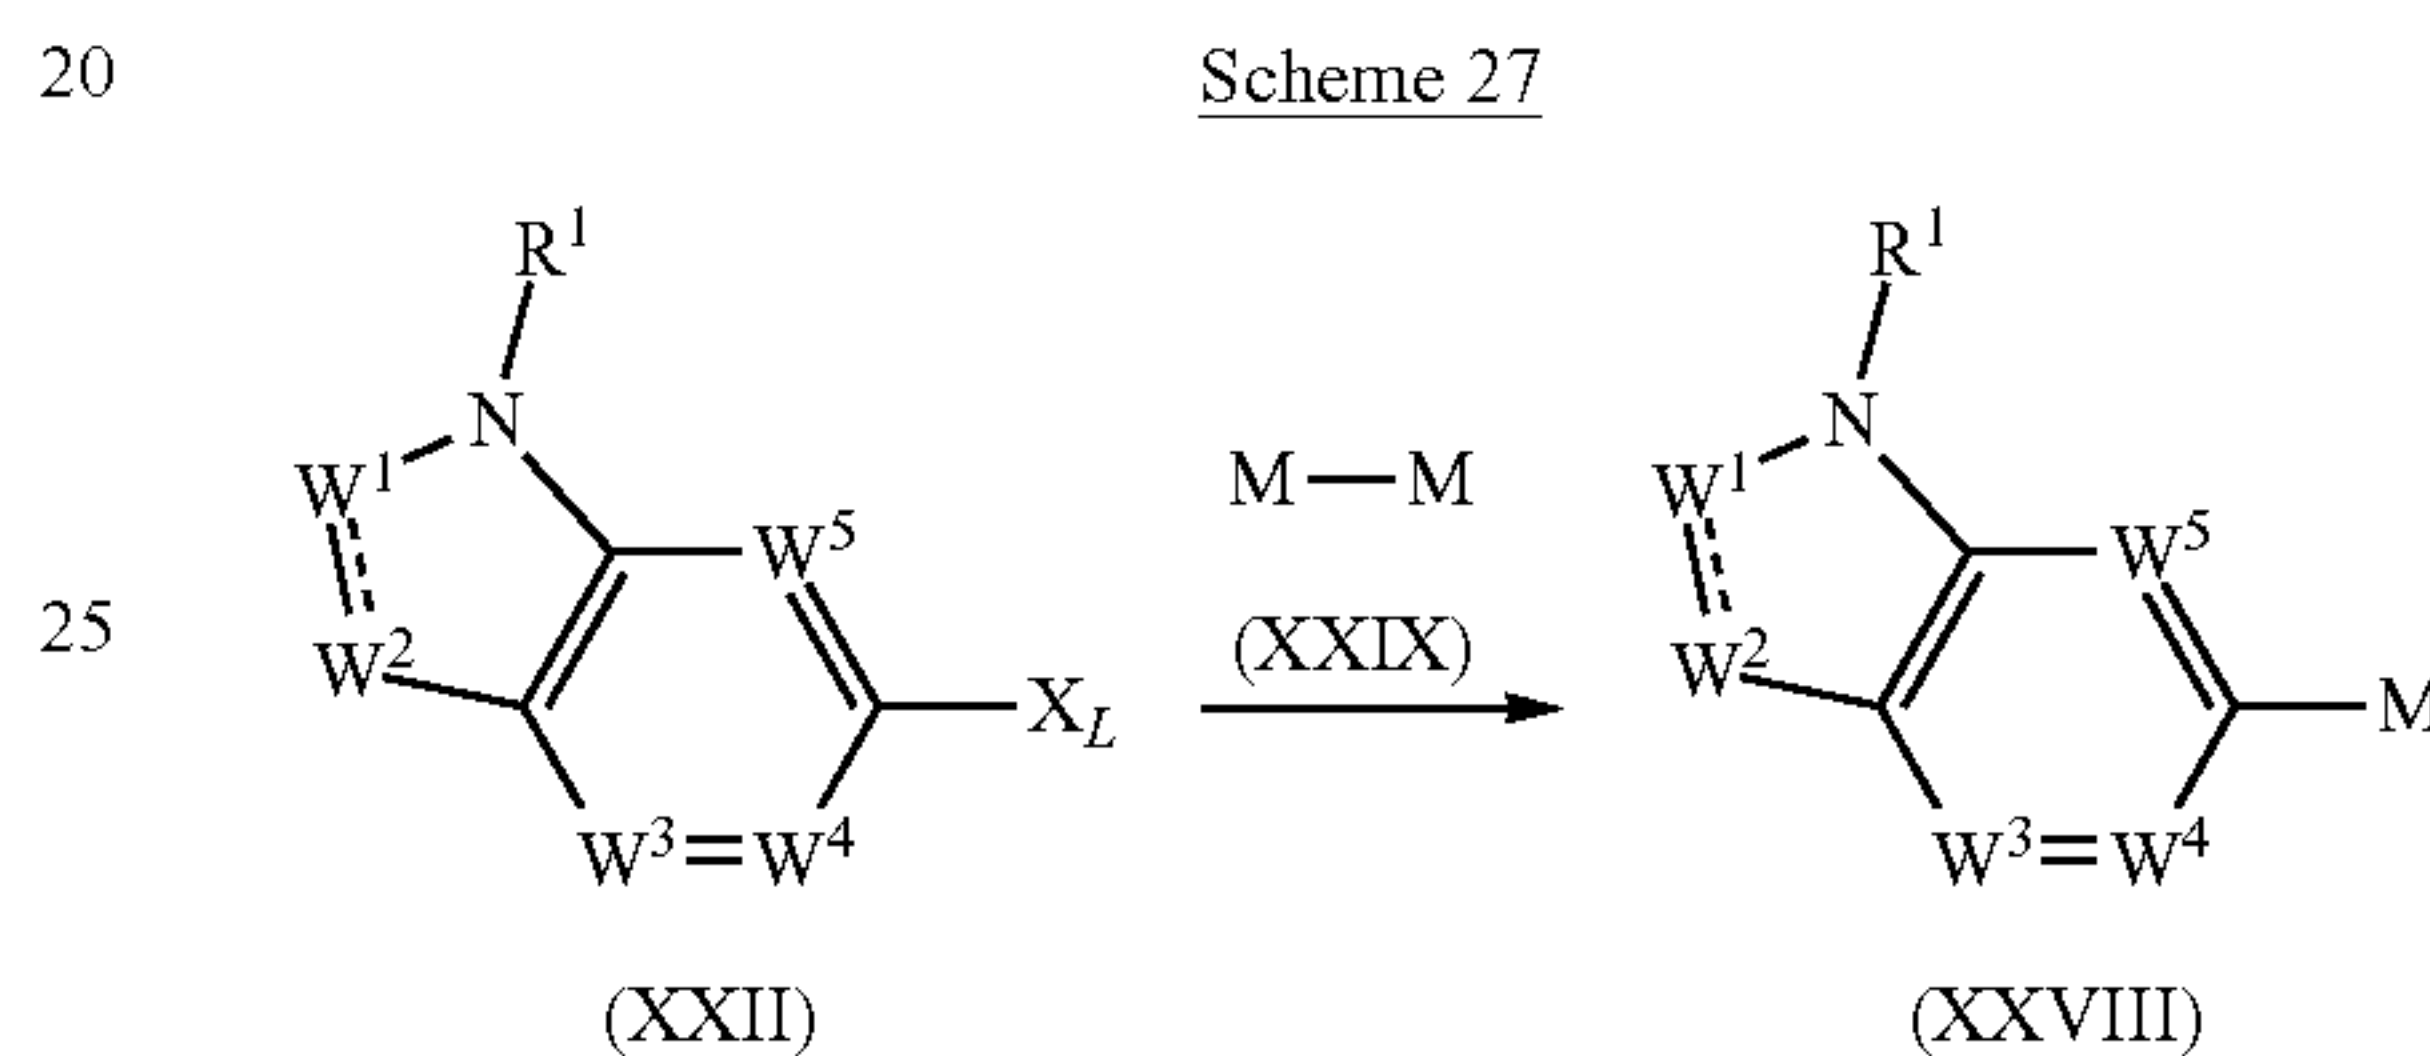 20
Scheme 27
R¹ R¹
N N
W¹ M — M W¹
W⁵ W⁵
25 W² (XXIX) W²
X_L M
W³ = W⁴ W³ = W⁴
(XXII) (XXVIII)